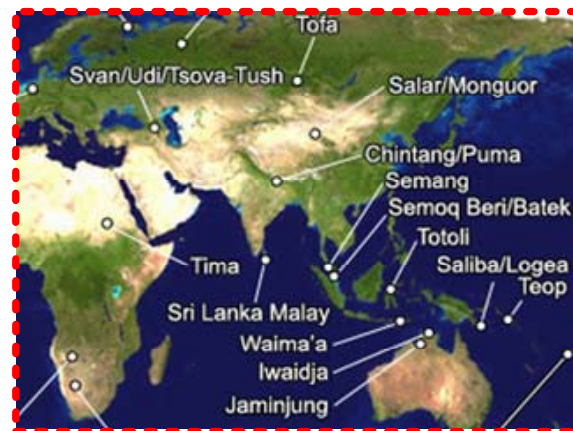 Tofa
Svan/Udi/Tsova-Tush
Salar/Monguor
Chintang/Puma
Semang
Semoq Beri/Batek
Totoli
Tima
Saliba/Logea
Teop
Sri Lanka Malay
Waima'a
Iwaidja
Jaminjung